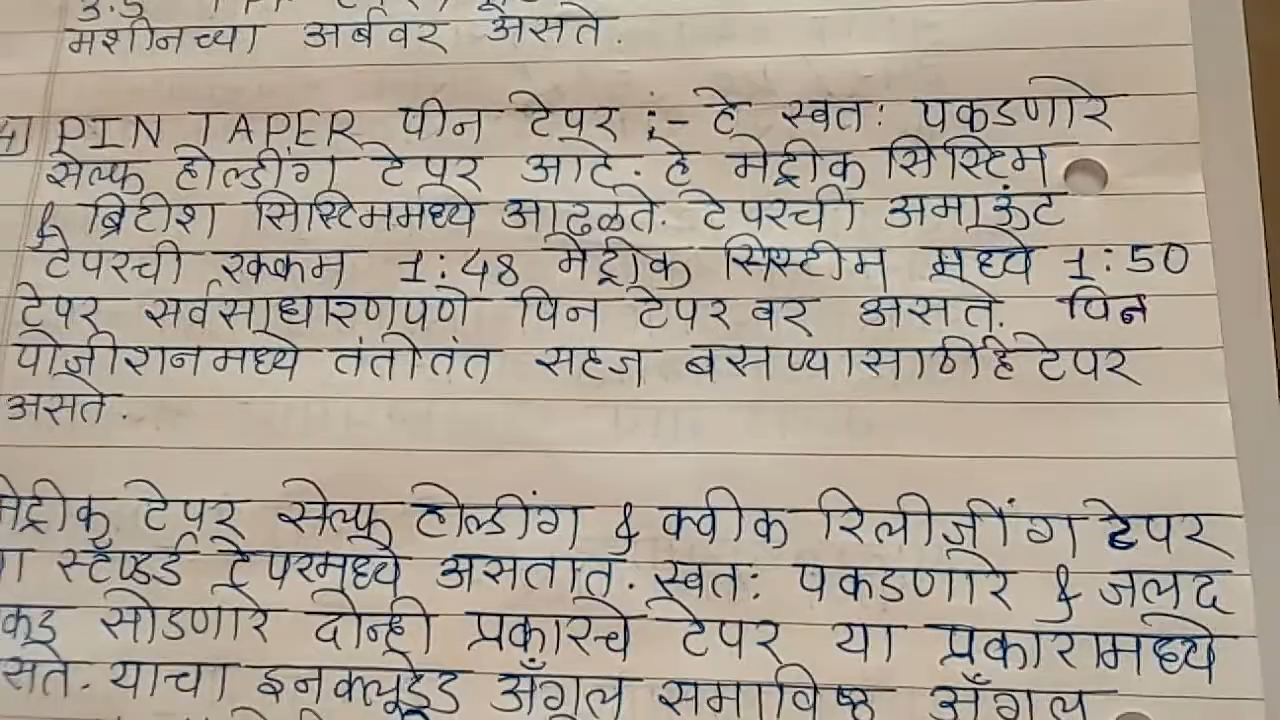 मशीनच्या अर्बवर असते.
4] PIN TAPER पीन टेपर :- हे स्वतः पकडणारे
सेल्फ होल्डींग टेपर आहे. हे मेट्रीक सिस्टिम
& ब्रिटीश सिस्टिममध्ये आढळते. टेपरची अमाऊंट
टेपरची रक्कम 1:48 मेट्रीक सिस्टीम मध्ये 1:50
टेपर सर्वसाधारणपणे पिन टेपर वर असते. पिन
पोजीशनमध्ये तंतोतंत सहज बसण्यासाठी हे टेपर
असते.
मेट्रीक टेपर सेल्फ होल्डींग & क्वीक रिलीजींग टेपर
स्टॅण्डर्ड टेपरमध्ये असतात. स्वतः पकडणारे & जलद
सोडणारे दोन्ही प्रकारचे टेपर या प्रकारामध्ये
याचा इनक्लूडेड अँगूल समाविष्ठ अँगल